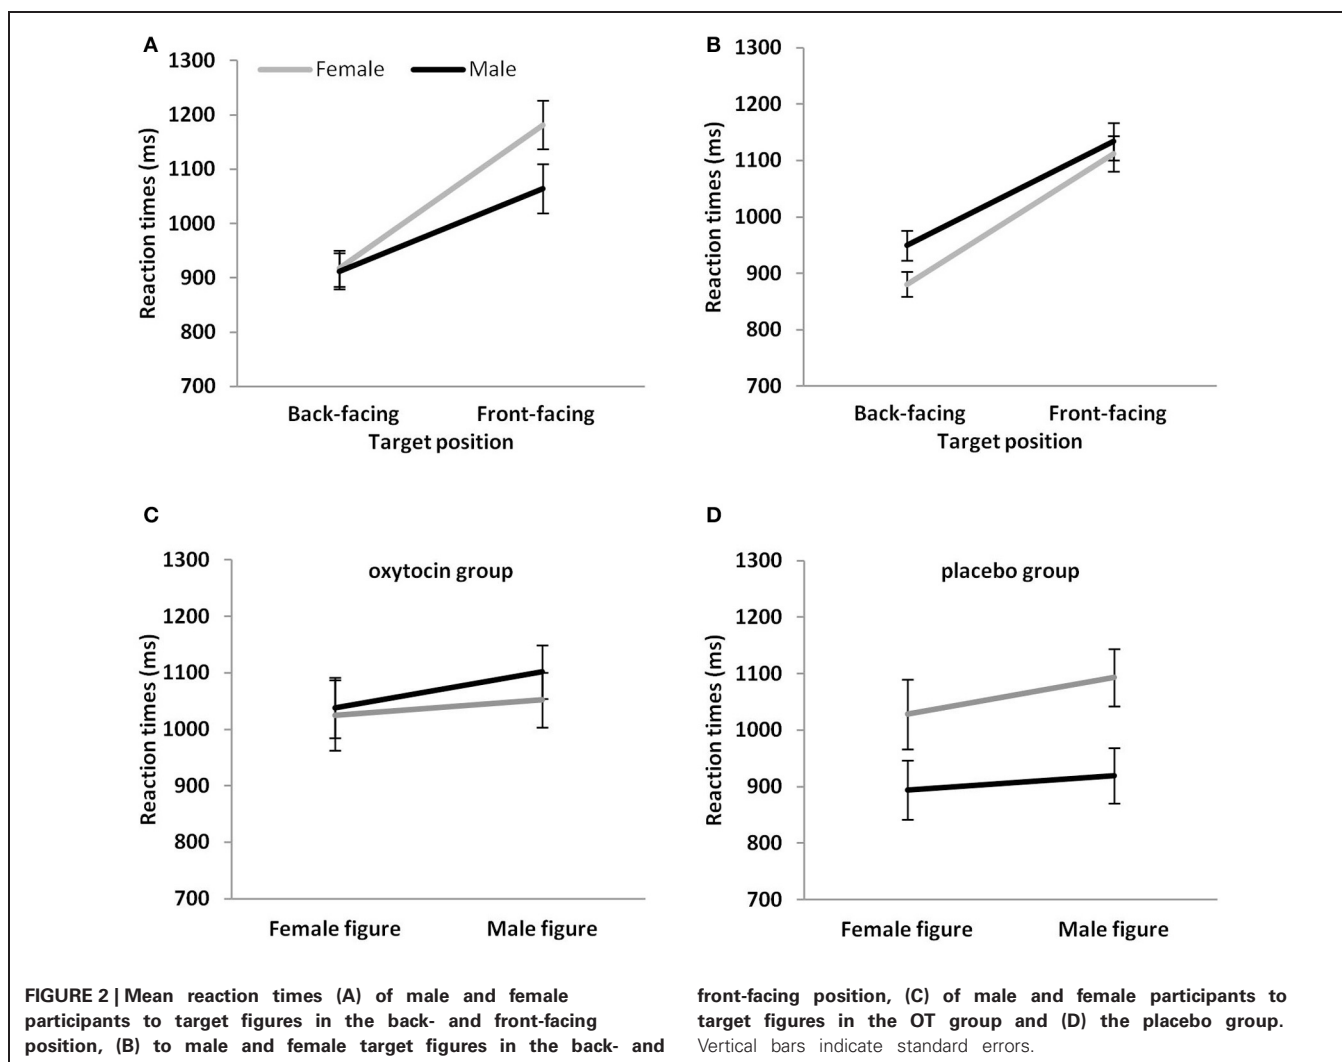 A
1300
1200
1100
1000
900
800
700
Reaction times (ms)
Female
Male
Back-facing
Front-facing
Target position
B
1300
1200
1100
1000
900
800
700
Reaction times (ms)
Back-facing
Front-facing
Target position
C
1300
1200
1100
1000
900
800
700
Reaction times (ms)
oxytocin group
Female figure
Male figure
D
1300
1200
1100
1000
900
800
700
Reaction times (ms)
placebo group
Female figure
Male figure
FIGURE 2 | Mean reaction times (A) of male and female
participants to target figures in the back- and front-facing
position, (B) to male and female target figures in the back- and
front-facing position, (C) of male and female participants to
target figures in the OT group and (D) the placebo group.
Vertical bars indicate standard errors.